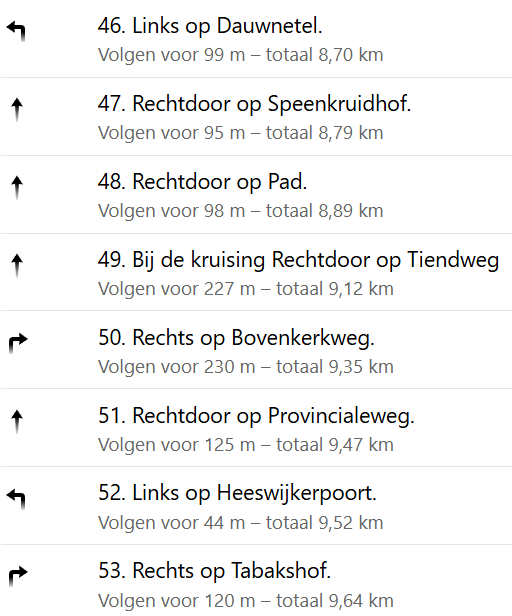 46. Links op Dauwnetel.
Volgen voor 99 m – totaal 8,70 km
47. Rechtdoor op Speenkruidhof.
Volgen voor 95 m – totaal 8,79 km
48. Rechtdoor op Pad.
Volgen voor 98 m – totaal 8,89 km
49. Bij de kruising Rechtdoor op Tiendweg
Volgen voor 227 m – totaal 9,12 km
50. Rechts op Bovenkerkweg.
Volgen voor 230 m – totaal 9,35 km
51. Rechtdoor op Provincialeweg.
Volgen voor 125 m – totaal 9,47 km
52. Links op Heeswijkerpoort.
Volgen voor 44 m – totaal 9,52 km
53. Rechts op Tabakshof.
Volgen voor 120 m – totaal 9,64 km